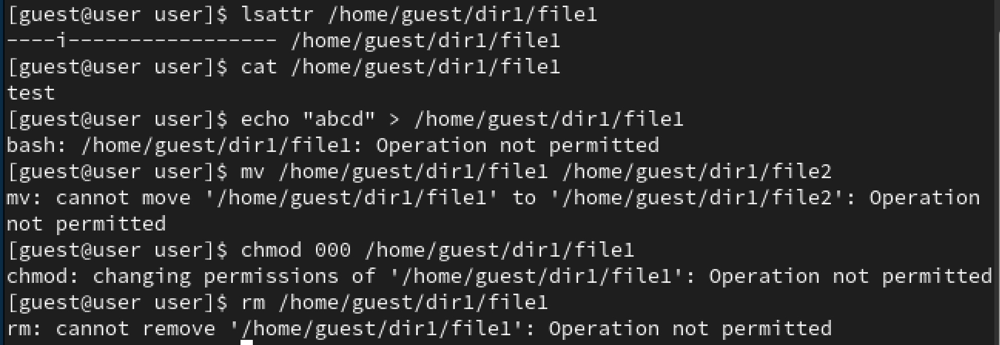 [guest@user user]$ lsattr /home/guest/dir1/file1
----i----------------- /home/guest/dir1/file1
[guest@user user]$ cat /home/guest/dir1/file1
test
[guest@user user]$ echo "abcd" > /home/guest/dir1/file1
bash: /home/guest/dir1/file1: Operation not permitted
[guest@user user]$ mv /home/guest/dir1/file1 /home/guest/dir1/file2
mv: cannot move '/home/guest/dir1/file1' to '/home/guest/dir1/file2': Operation
not permitted
[guest@user user]$ chmod 000 /home/guest/dir1/file1
chmod: changing permissions of '/home/guest/dir1/file1': Operation not permitted
[guest@user user]$ rm /home/guest/dir1/file1
rm: cannot remove '/home/guest/dir1/file1': Operation not permitted